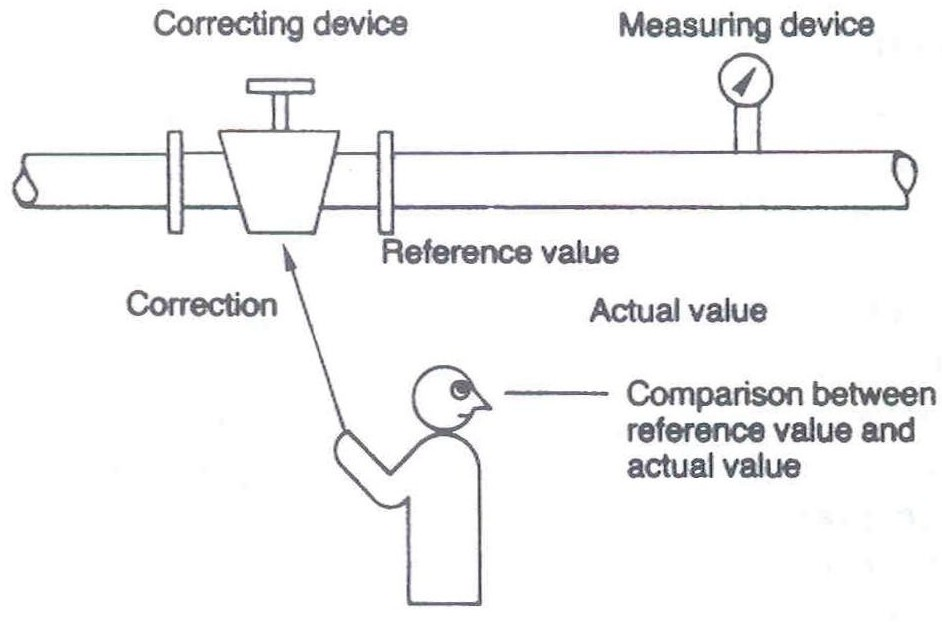 Correcting device
Measuring device
Reference value
Correction
Actual value
Comparison between
reference value and
actual value